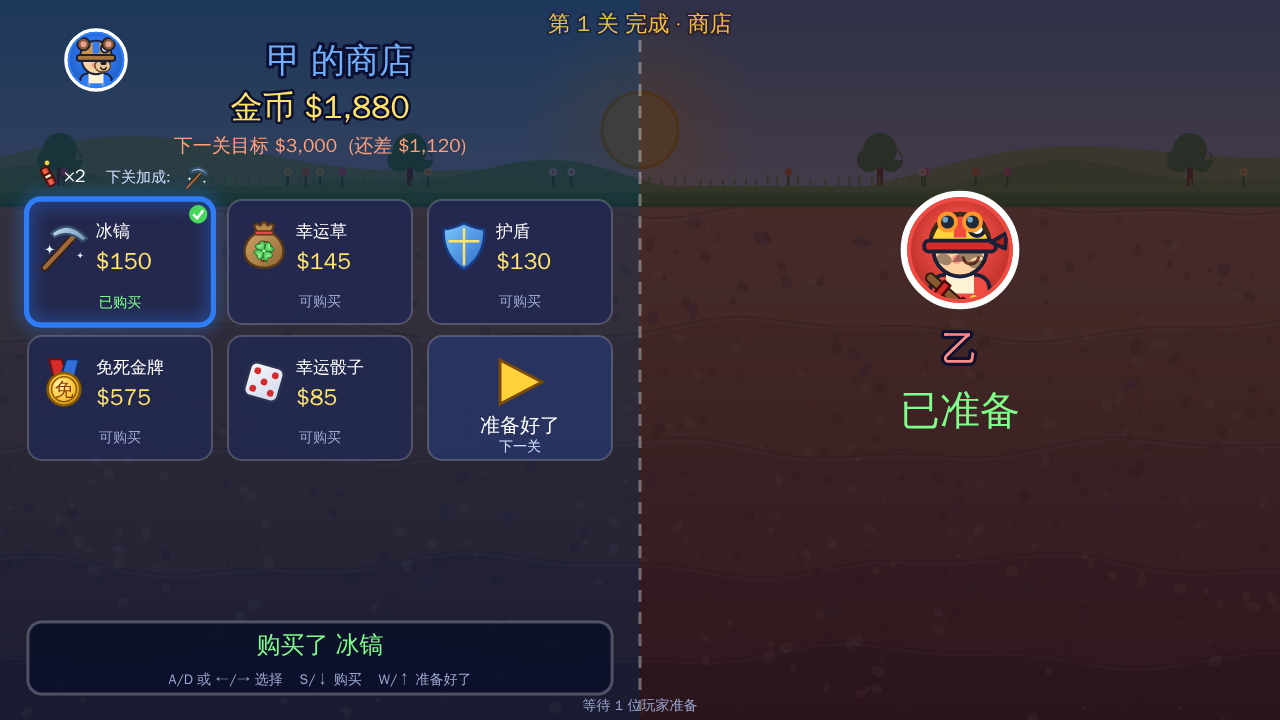 第 1 关 完成 · 商店
甲 的商店
金币 $1,880
下一关目标 $3,000 (还差 $1,120)
×2 下关加成:
冰镐
$150
已购买
幸运草
$145
可购买
护盾
$130
可购买
免死金牌
免
$575
可购买
幸运骰子
$85
可购买
准备好了
下一关
乙
已准备
购买了 冰镐
A/D 或 ←/→ 选择 S/↓ 购买 W/↑ 准备好了
等待 1 位玩家准备